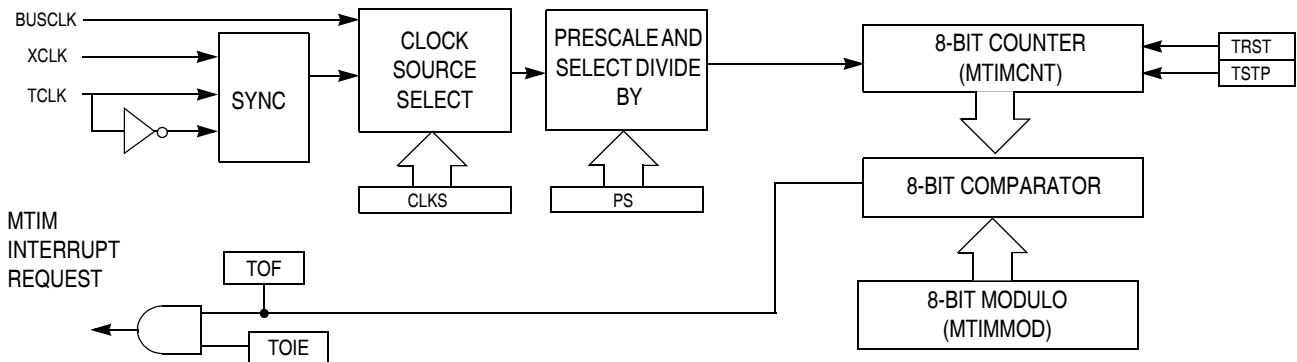 BUSCLK
XCLK
TCLK
SYNC
CLOCK
SOURCE
SELECT
PRESCALE AND
SELECT DIVIDE
BY
8-BIT COUNTER
(MTIMCNT)
TRST
TSTP
CLKS
PS
8-BIT COMPARATOR
MTIM
INTERRUPT
REQUEST
TOF
TOIE
8-BIT MODULO
(MTIMMOD)